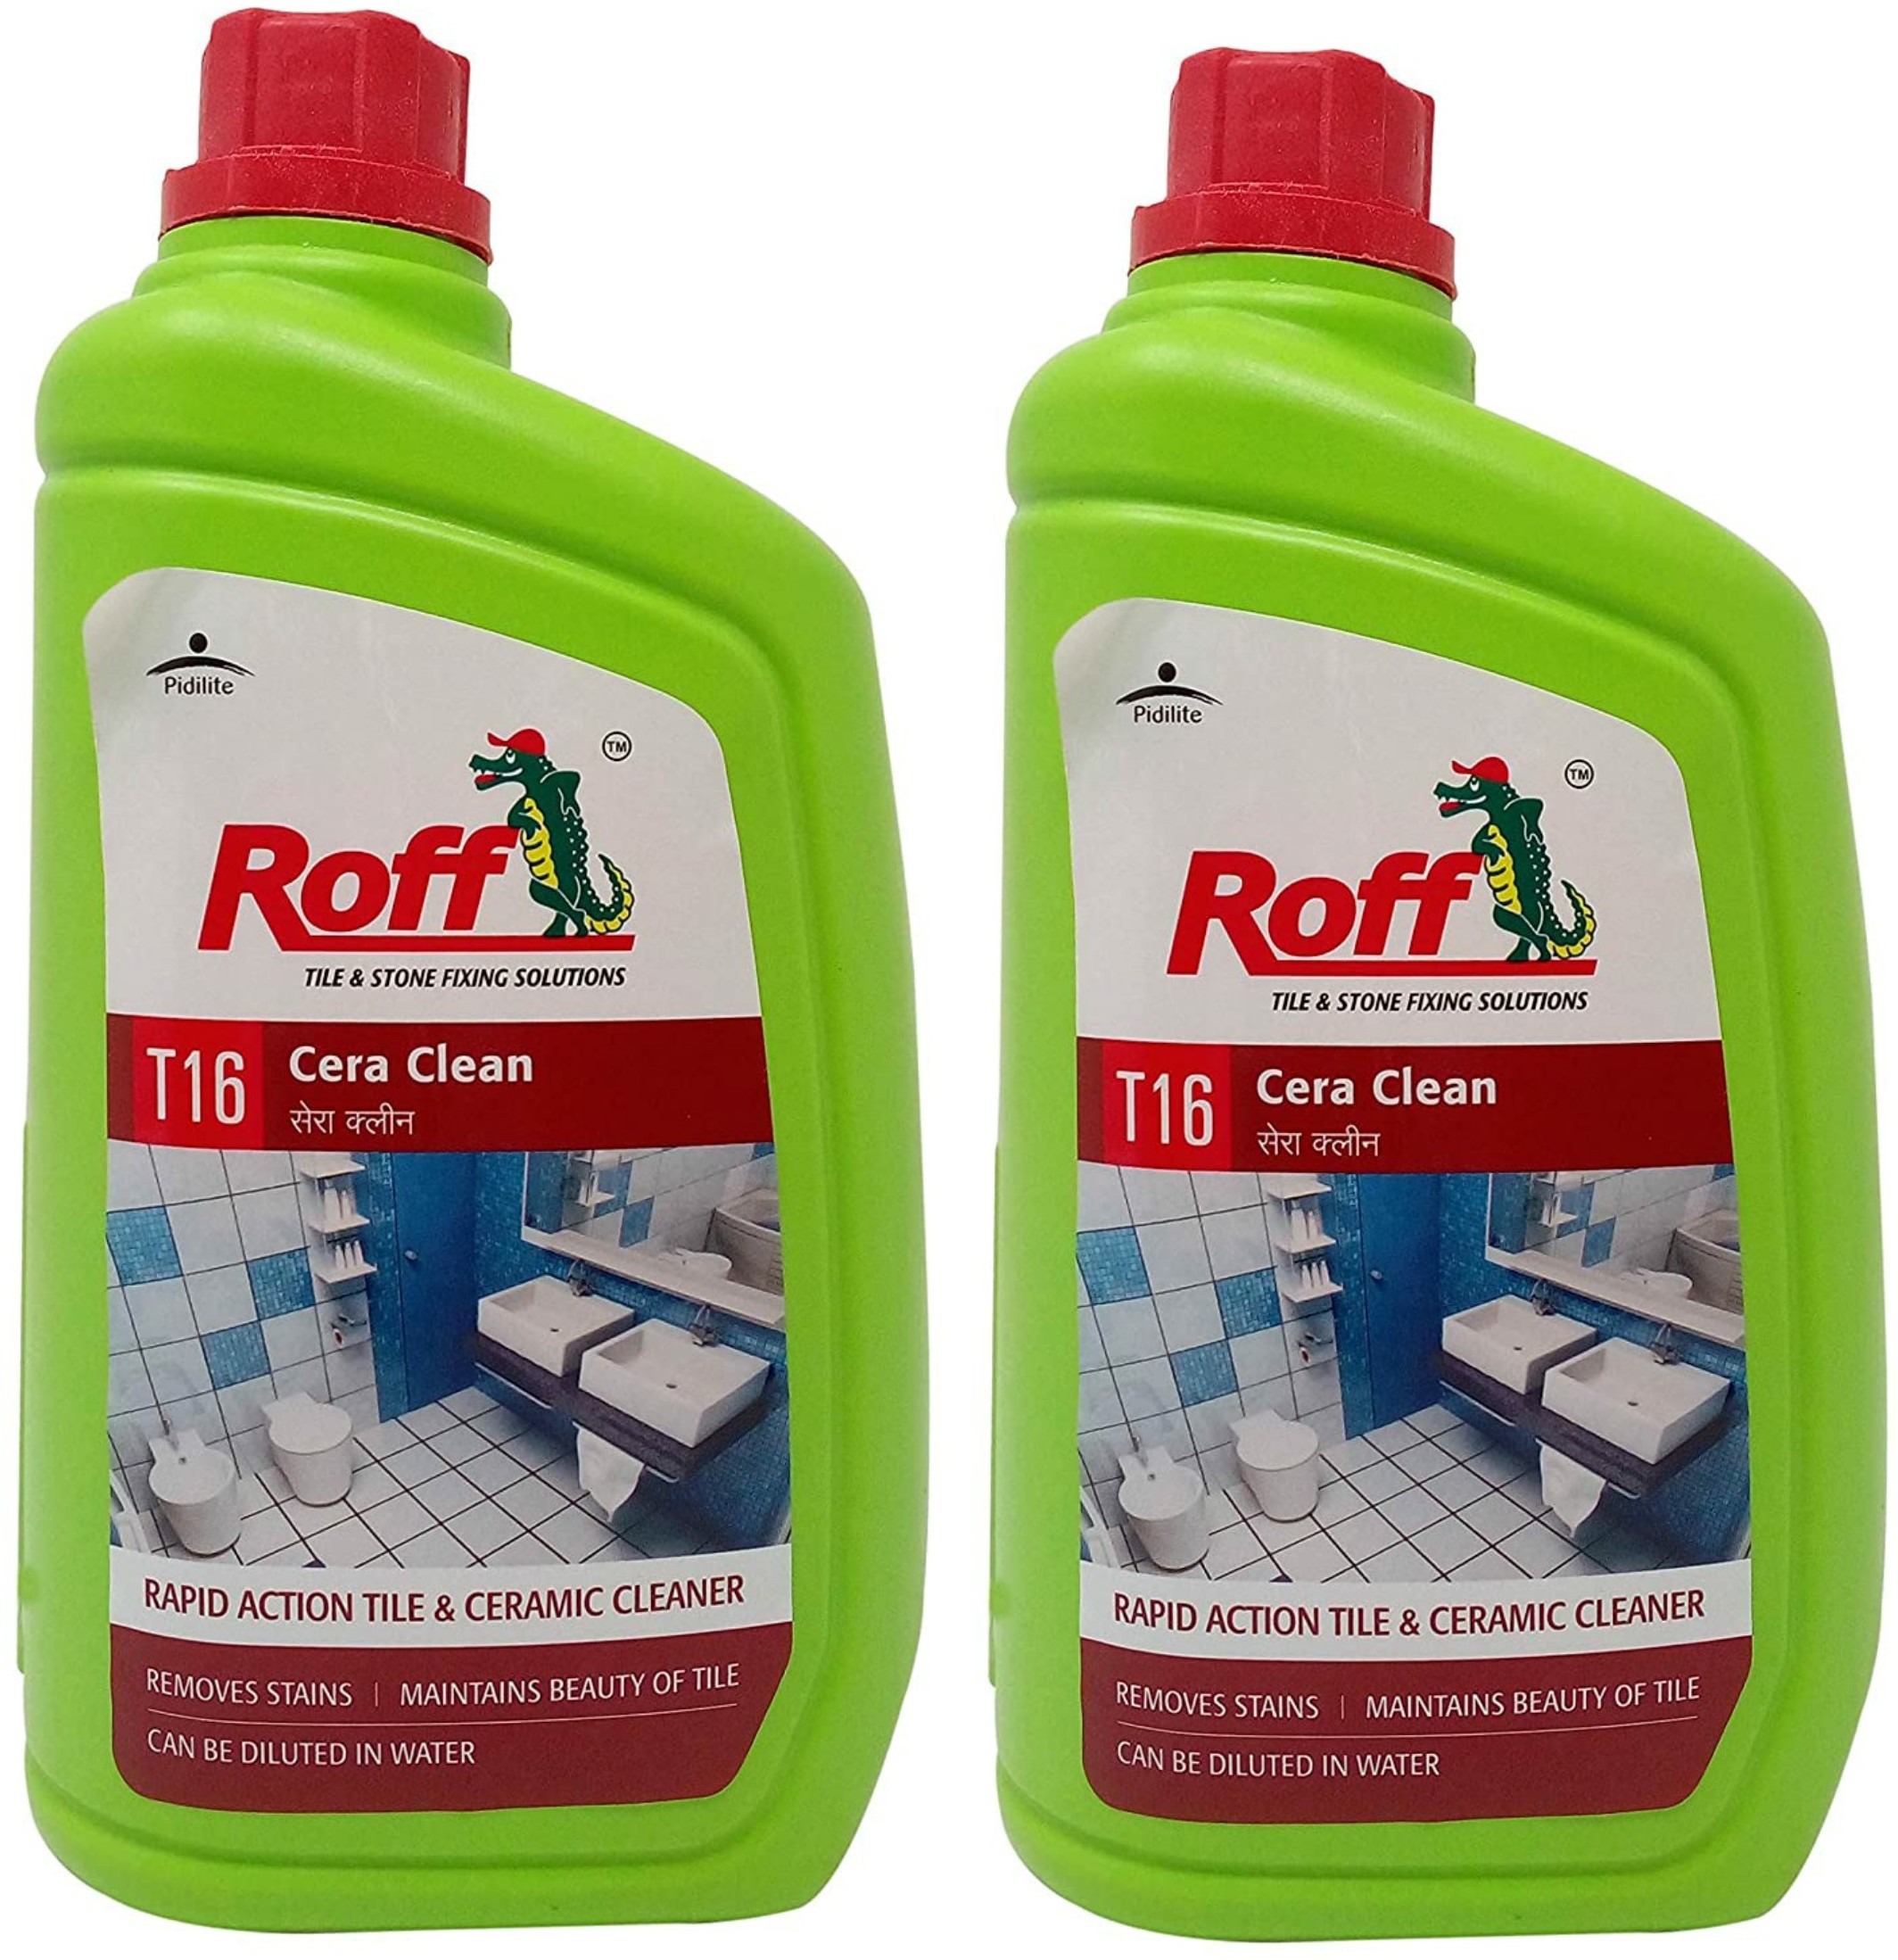 Pidilite
TM
Roff
TILE & STONE FIXING SOLUTIONS
T16
Cera Clean
सेरा क्लीन
RAPID ACTION TILE & CERAMIC CLEANER
REMOVES STAINS | MAINTAINS BEAUTY OF TILE
CAN BE DILUTED IN WATER
Pidilite
TM
Roff
TILE & STONE FIXING SOLUTIONS
T16
Cera Clean
सेरा क्लीन
RAPID ACTION TILE & CERAMIC CLEANER
REMOVES STAINS | MAINTAINS BEAUTY OF TILE
CAN BE DILUTED IN WATER